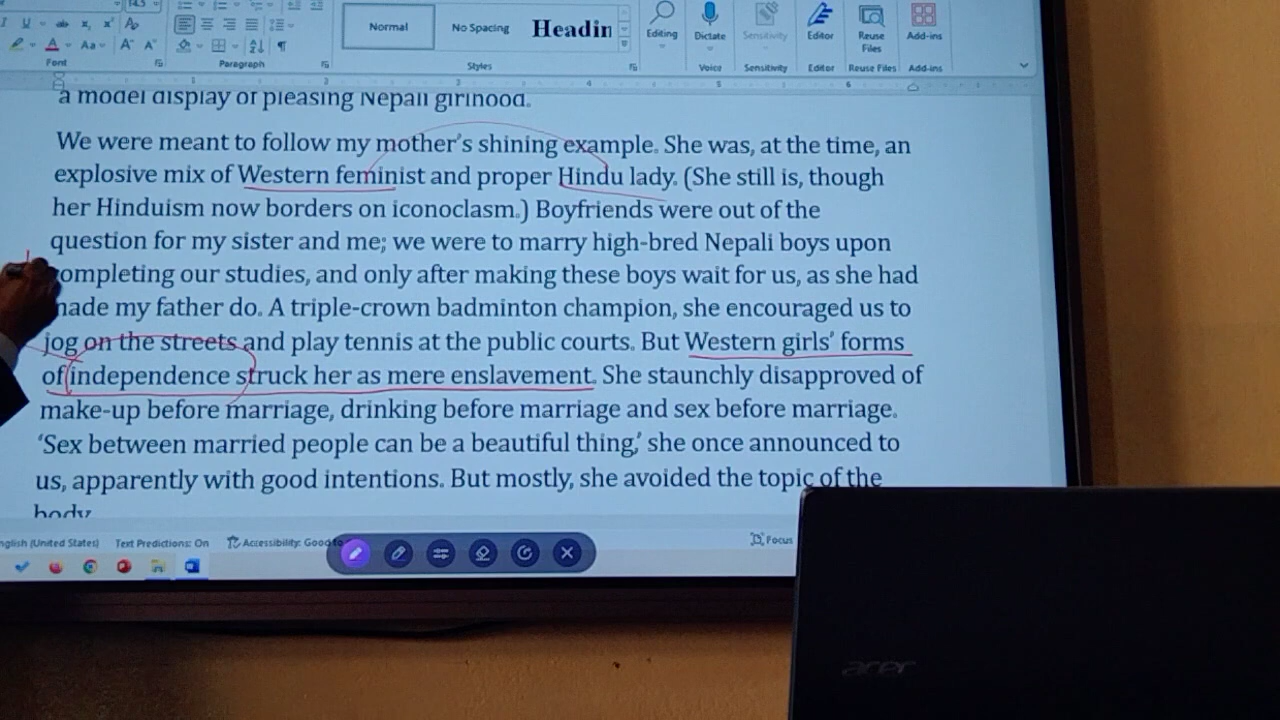 Normal
No Spacing
Headin
Editing
Dictate
Sensitivity
Editor
Reuse
Files
Add-ins
Font
Paragraph
Styles
Voice
Sensitivity
Editor
Reuse Files
Add-ins
a model display of pleasing Nepali girlhood.
We were meant to follow my mother's shining example. She was, at the time, an
explosive mix of Western feminist and proper Hindu lady. (She still is, though
her Hinduism now borders on iconoclasm.) Boyfriends were out of the
question for my sister and me; we were to marry high-bred Nepali boys upon
completing our studies, and only after making these boys wait for us, as she had
made my father do. A triple-crown badminton champion, she encouraged us to
jog on the streets and play tennis at the public courts. But Western girls' forms
of independence struck her as mere enslavement. She staunchly disapproved of
make-up before marriage, drinking before marriage and sex before marriage.
'Sex between married people can be a beautiful thing,' she once announced to
us, apparently with good intentions. But mostly, she avoided the topic of the
body
nglish (United States)
Text Predictions: On
Accessibility: Good to
Focus
acer